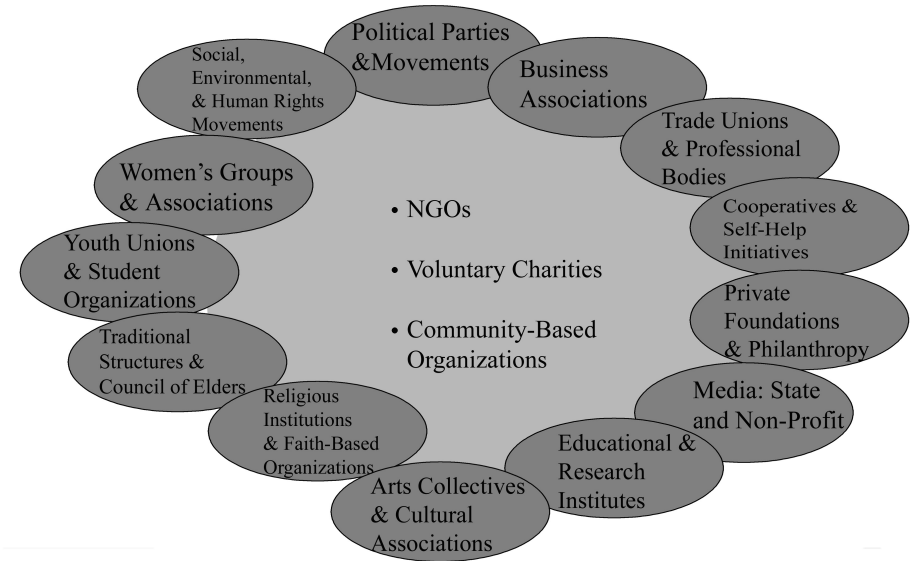 Political Parties
&Movements
Business
Associations
Trade Unions
& Professional
Bodies
Cooperatives &
Self-Help
Initiatives
Private
Foundations
& Philanthropy
Media: State
and Non-Profit
Educational &
Research
Institutes
Arts Collectives
& Cultural
Associations
Religious
Institutions
& Faith-Based
Organizations
Traditional
Structures &
Council of Elders
Youth Unions
& Student
Organizations
Women’s Groups
& Associations
Social,
Environmental,
& Human Rights
Movements
• NGOs
• Voluntary Charities
• Community-Based
Organizations